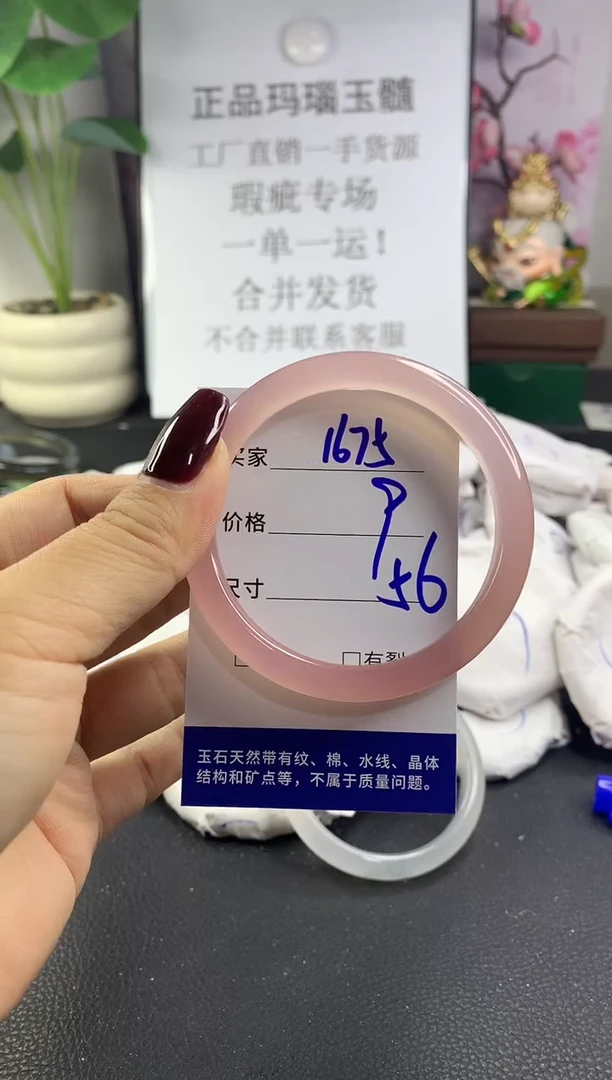 正品玛瑙玉髓
工厂直销一手货源
瑕疵专场
一单一运！
合并发货
不合并联系客服
买家 1675
价格 9
尺寸 56
□ □有裂
玉石天然带有纹、棉、水线、晶体
结构和矿点等，不属于质量问题。